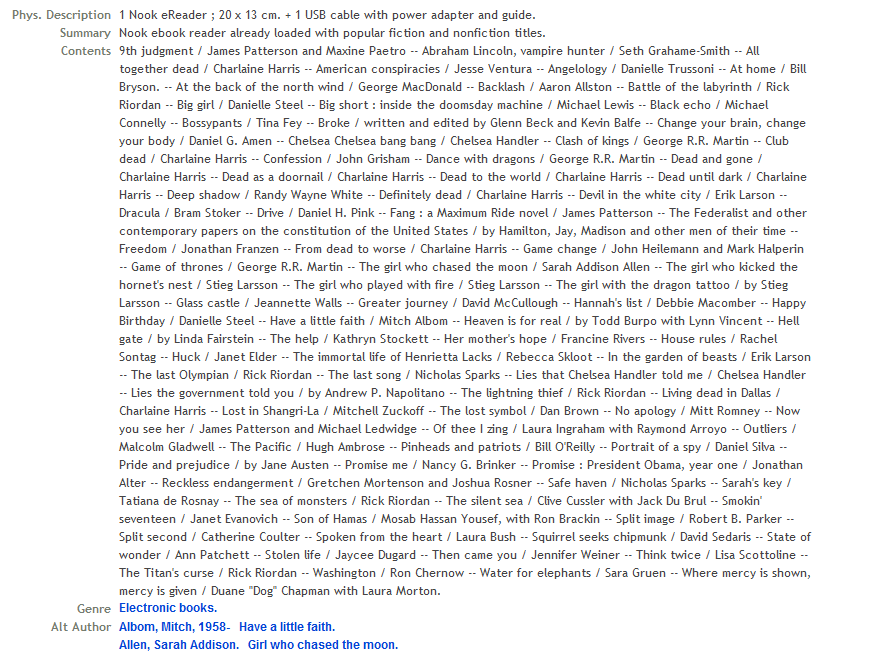 Phys. Description 1 Nook eReader ; 20 x 13 cm. + 1 USB cable with power adapter and guide.
Summary Nook ebook reader already loaded with popular fiction and nonfiction titles.
Contents 9th judgment / James Patterson and Maxine Paetro -- Abraham Lincoln, vampire hunter / Seth Grahame-Smith -- All
together dead / Charlaine Harris -- American conspiracies / Jesse Ventura -- Angelology / Danielle Trussoni -- At home / Bill
Bryson. -- At the back of the north wind / George MacDonald -- Backlash / Aaron Allston -- Battle of the labyrinth / Rick
Riordan -- Big girl / Danielle Steel -- Big short : inside the doomsday machine / Michael Lewis -- Black echo / Michael
Connelly -- Bossypants / Tina Fey -- Broke / written and edited by Glenn Beck and Kevin Balfe -- Change your brain, change
your body / Daniel G. Amen -- Chelsea Chelsea bang bang / Chelsea Handler -- Clash of kings / George R.R. Martin -- Club
dead / Charlaine Harris -- Confession / John Grisham -- Dance with dragons / George R.R. Martin -- Dead and gone /
Charlaine Harris -- Dead as a doornail / Charlaine Harris -- Dead to the world / Charlaine Harris -- Dead until dark / Charlaine
Harris -- Deep shadow / Randy Wayne White -- Definitely dead / Charlaine Harris -- Devil in the white city / Erik Larson --
Dracula / Bram Stoker -- Drive / Daniel H. Pink -- Fang : a Maximum Ride novel / James Patterson -- The Federalist and other
contemporary papers on the constitution of the United States / by Hamilton, Jay, Madison and other men of their time --
Freedom / Jonathan Franzen -- From dead to worse / Charlaine Harris -- Game change / John Heilemann and Mark Halperin
-- Game of thrones / George R.R. Martin -- The girl who chased the moon / Sarah Addison Allen -- The girl who kicked the
hornet's nest / Stieg Larsson -- The girl who played with fire / Stieg Larsson -- The girl with the dragon tattoo / by Stieg
Larsson -- Glass castle / Jeannette Walls -- Greater journey / David McCullough -- Hannah's list / Debbie Macomber -- Happy
Birthday / Danielle Steel -- Have a little faith / Mitch Albom -- Heaven is for real / by Todd Burpo with Lynn Vincent -- Hell
gate / by Linda Fairstein -- The help / Kathryn Stockett -- Her mother's hope / Francine Rivers -- House rules / Rachel
Sontag -- Huck / Janet Elder -- The immortal life of Henrietta Lacks / Rebecca Skloot -- In the garden of beasts / Erik Larson
-- The last Olympian / Rick Riordan -- The last song / Nicholas Sparks -- Lies that Chelsea Handler told me / Chelsea Handler
-- Lies the government told you / by Andrew P. Napolitano -- The lightning thief / Rick Riordan -- Living dead in Dallas /
Charlaine Harris -- Lost in Shangri-La / Mitchell Zuckoff -- The lost symbol / Dan Brown -- No apology / Mitt Romney -- Now
you see her / James Patterson and Michael Ledwidge -- Of thee I zing / Laura Ingraham with Raymond Arroyo -- Outliers /
Malcolm Gladwell -- The Pacific / Hugh Ambrose -- Pinheads and patriots / Bill O'Reilly -- Portrait of a spy / Daniel Silva --
Pride and prejudice / by Jane Austen -- Promise me / Nancy G. Brinker -- Promise : President Obama, year one / Jonathan
Alter -- Reckless endangerment / Gretchen Mortenson and Joshua Rosner -- Safe haven / Nicholas Sparks -- Sarah's key /
Tatiana de Rosnay -- The sea of monsters / Rick Riordan -- The silent sea / Clive Cussler with Jack Du Brul -- Smokin'
seventeen / Janet Evanovich -- Son of Hamas / Mosab Hassan Yousef, with Ron Brackin -- Split image / Robert B. Parker --
Split second / Catherine Coulter -- Spoken from the heart / Laura Bush -- Squirrel seeks chipmunk / David Sedaris -- State of
wonder / Ann Patchett -- Stolen life / Jaycee Dugard -- Then came you / Jennifer Weiner -- Think twice / Lisa Scottoline --
The Titan's curse / Rick Riordan -- Washington / Ron Chernow -- Water for elephants / Sara Gruen -- Where mercy is shown,
mercy is given / Duane "Dog" Chapman with Laura Morton.
Genre Electronic books.
Alt Author Albom, Mitch, 1958- Have a little faith.
Allen, Sarah Addison. Girl who chased the moon.